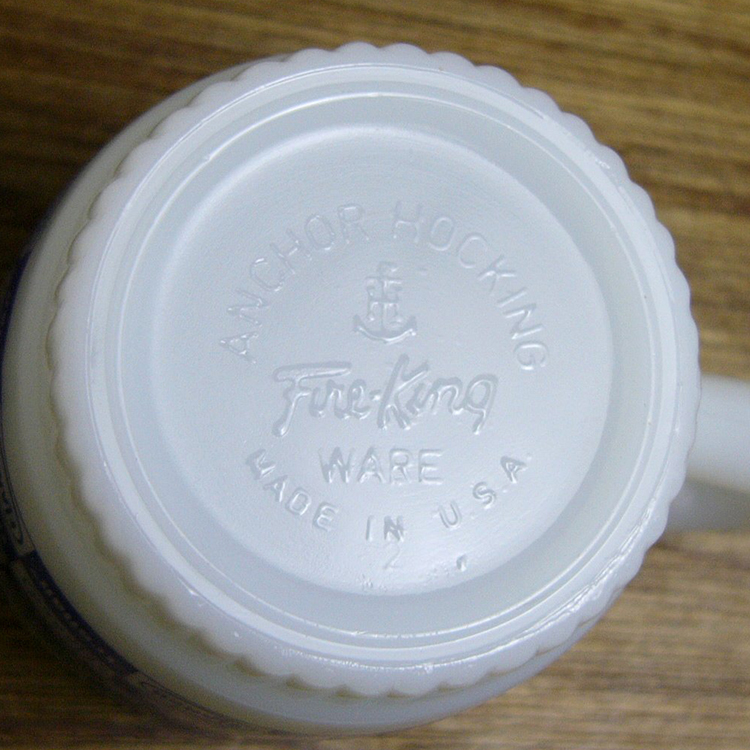 ANCHOR HOCKING
Fire-King
WARE
MADE IN U.S.A.
2